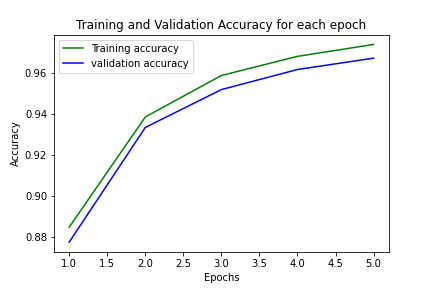 Training and Validation Accuracy for each epoch
Training accuracy
validation accuracy
Accuracy
0.96
0.94
0.92
0.90
0.88
1.0 1.5 2.0 2.5 3.0 3.5 4.0 4.5 5.0
Epochs